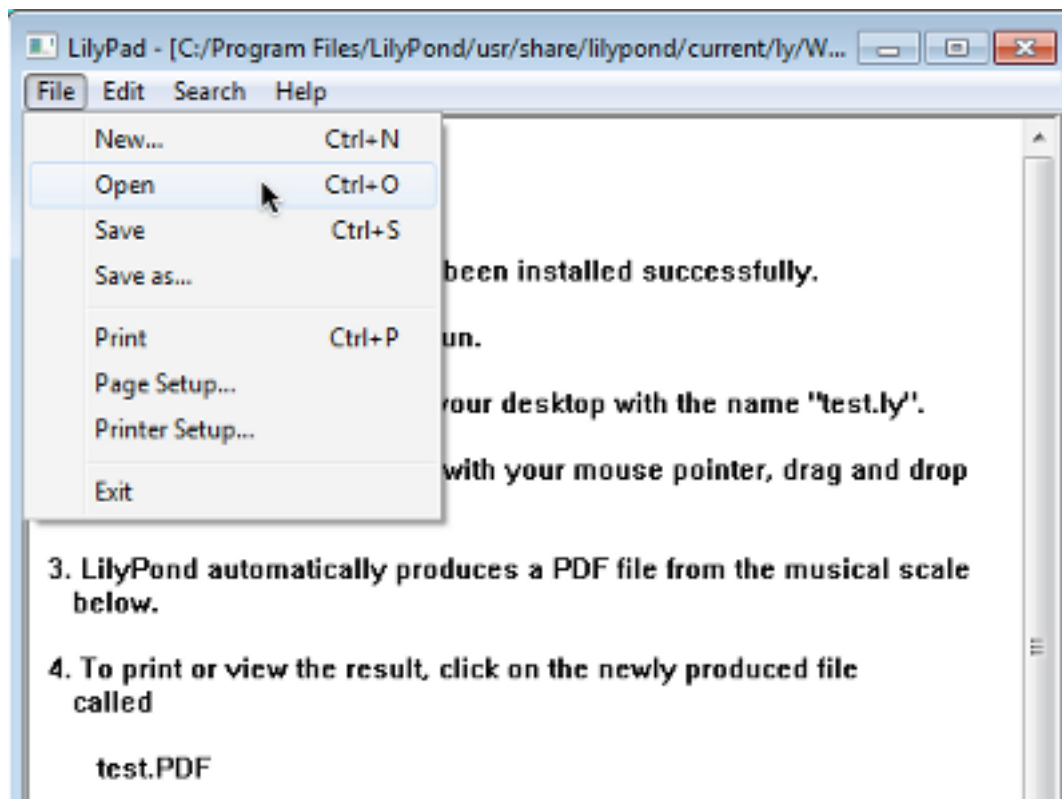 LilyPad - [C:/Program Files/LilyPond/usr/share/lilypond/current/ly/W...
File Edit Search Help
New... Ctrl+N
Open Ctrl+O
Save Ctrl+S
Save as...
Print Ctrl+P
Page Setup...
Printer Setup...
Exit
been installed successfully.
un.
your desktop with the name "test.ly".
with your mouse pointer, drag and drop
3. LilyPond automatically produces a PDF file from the musical scale
below.
4. To print or view the result, click on the newly produced file
called
test.PDF